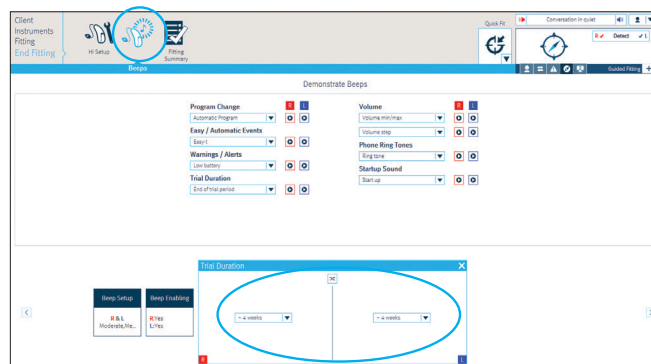 Client
Instruments
Fitting
End Fitting
HI Setup
Fitting
Summary
Quick Fit
Conversation in quiet
R
Detect
L
Beeps
Guided Fitting
Demonstrate Beeps
Program Change
R L
Automatic Program
Easy / Automatic Events
Easy-t
Warnings / Alerts
Low battery
Trial Duration
End of trial period
Volume
R L
Volume min/max
Volume step
Phone Ring Tones
Ring tone
Startup Sound
Start up
Beep Setup
R & L
Moderate,Me...
Beep Enabling
R:Yes
L:Yes
Trial Duration
X
~ 4 weeks
~ 4 weeks
R
L